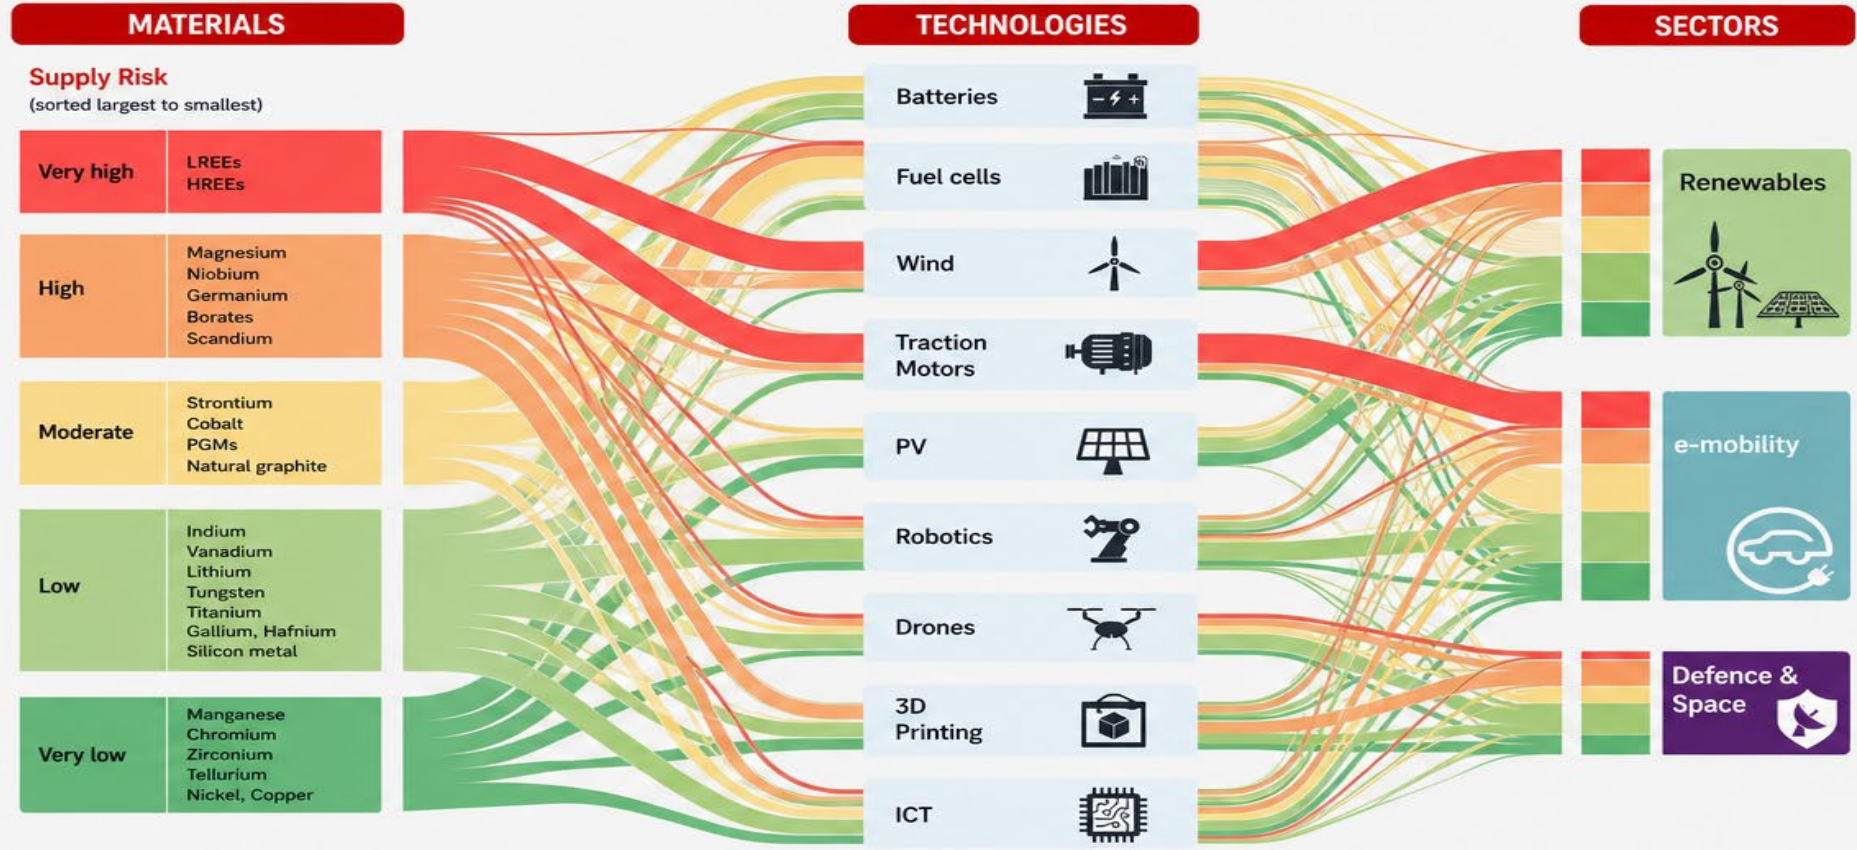 MATERIALS
TECHNOLOGIES
SECTORS
Supply Risk
(sorted largest to smallest)
Very high
LREEs
HREEs
High
Magnesium
Niobium
Germanium
Borates
Scandium
Moderate
Strontium
Cobalt
PGMs
Natural graphite
Low
Indium
Vanadium
Lithium
Tungsten
Titanium
Gallium, Hafnium
Silicon metal
Very low
Manganese
Chromium
Zirconium
Tellurium
Nickel, Copper
Batteries
Fuel cells
Wind
Traction
Motors
PV
Robotics
Drones
3D
Printing
ICT
Renewables
e-mobility
Defence &
Space